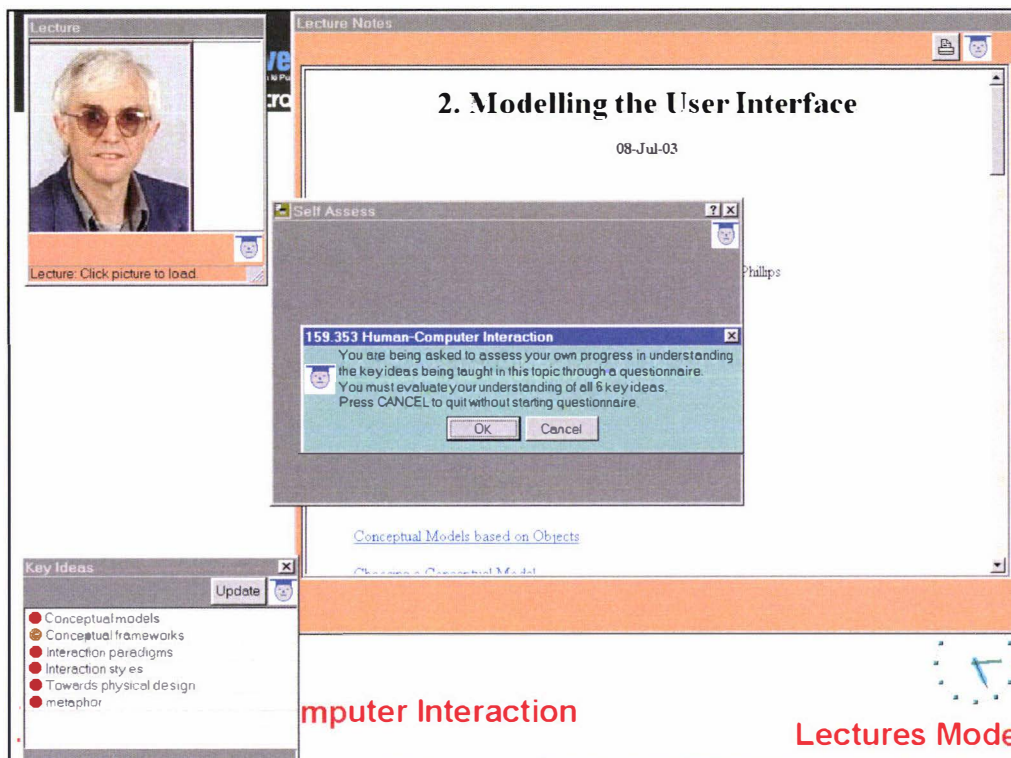 Lecture
ve
Lecture: Click picture to load.
Lecture Notes
2. Modelling the User Interface
08-Jul-03
Phillips
Self Assess
159.353 Human-Computer Interaction
You are being asked to assess your own progress in understanding
the key ideas being taught in this topic through a questionnaire.
You must evaluate your understanding of all 6 key ideas.
Press CANCEL to quit without starting questionnaire.
OK Cancel
Conceptual Models based on Objects
Key Ideas
Update
Conceptual models
Conceptual frameworks
Interaction paradigms
Interaction sty es
Towards physical design
metaphor
mputer Interaction
Lectures Mode